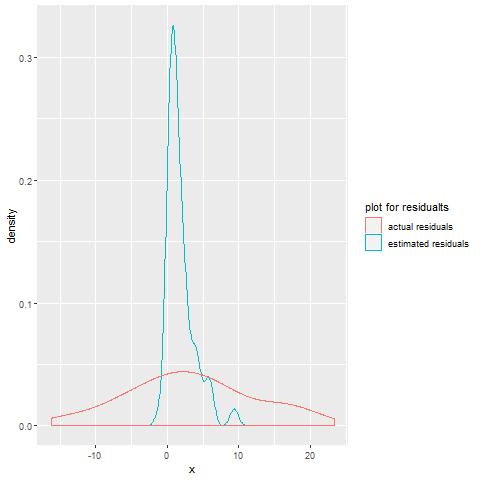 0.3
0.2
0.1
0.0
density
-10
0
10
20
x
plot for residualts
actual residuals
estimated residuals